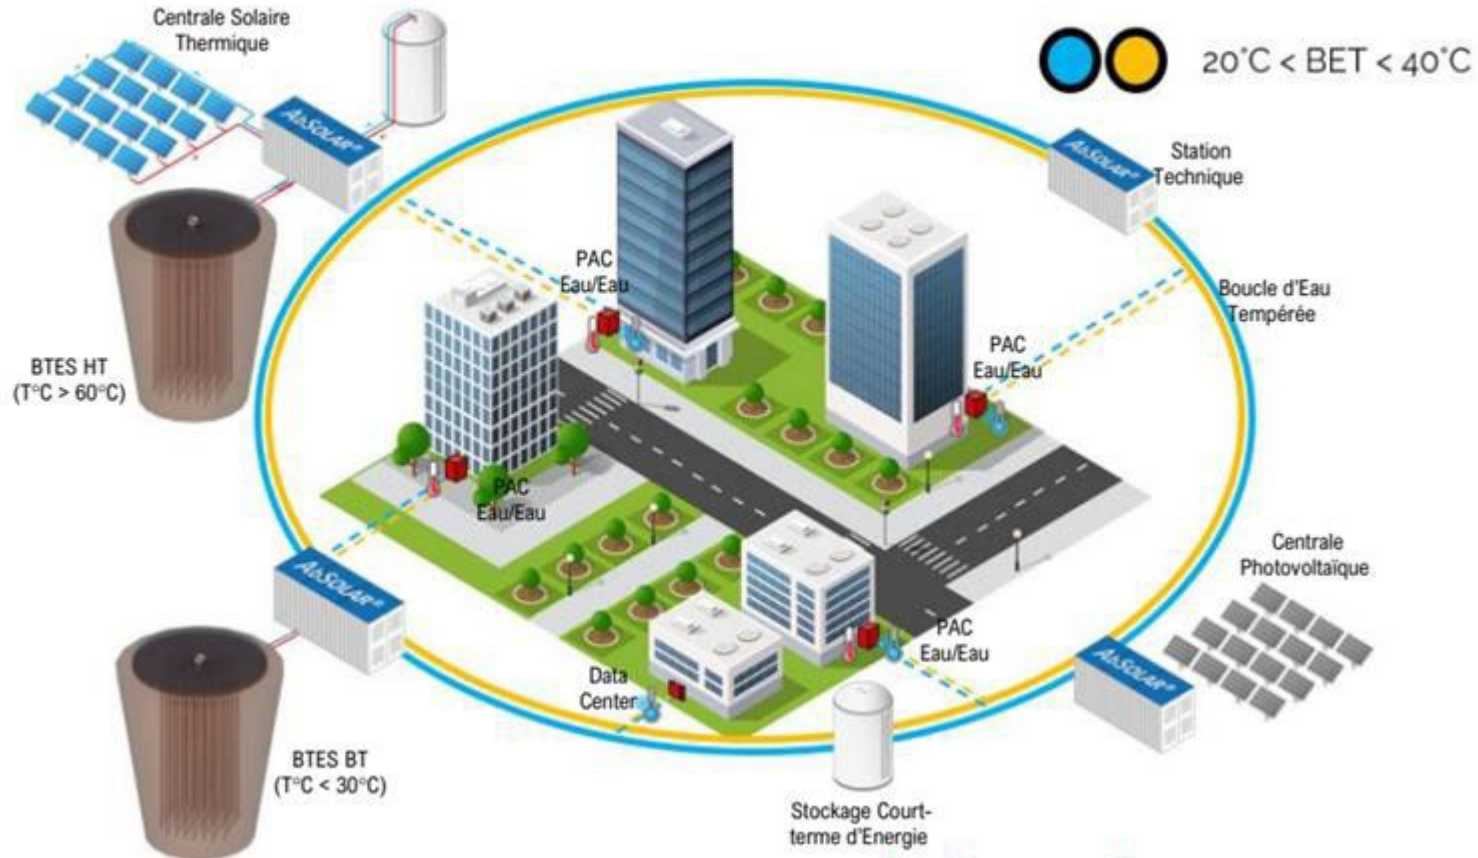 Centrale Solaire
Thermique
20°C < BET < 40°C
ABSOLAR®
ABSOLAR®
Station
Technique
PAC
Eau/Eau
Boucle d'Eau
Tempérée
BTES HT
(T°C > 60°C)
PAC
Eau/Eau
PAC
Eau/Eau
ABSOLAR®
Centrale
Photovoltaïque
PAC
Eau/Eau
ABSOLAR®
Data
Center
BTES BT
(T°C < 30°C)
Stockage Court-
terme d'Energie